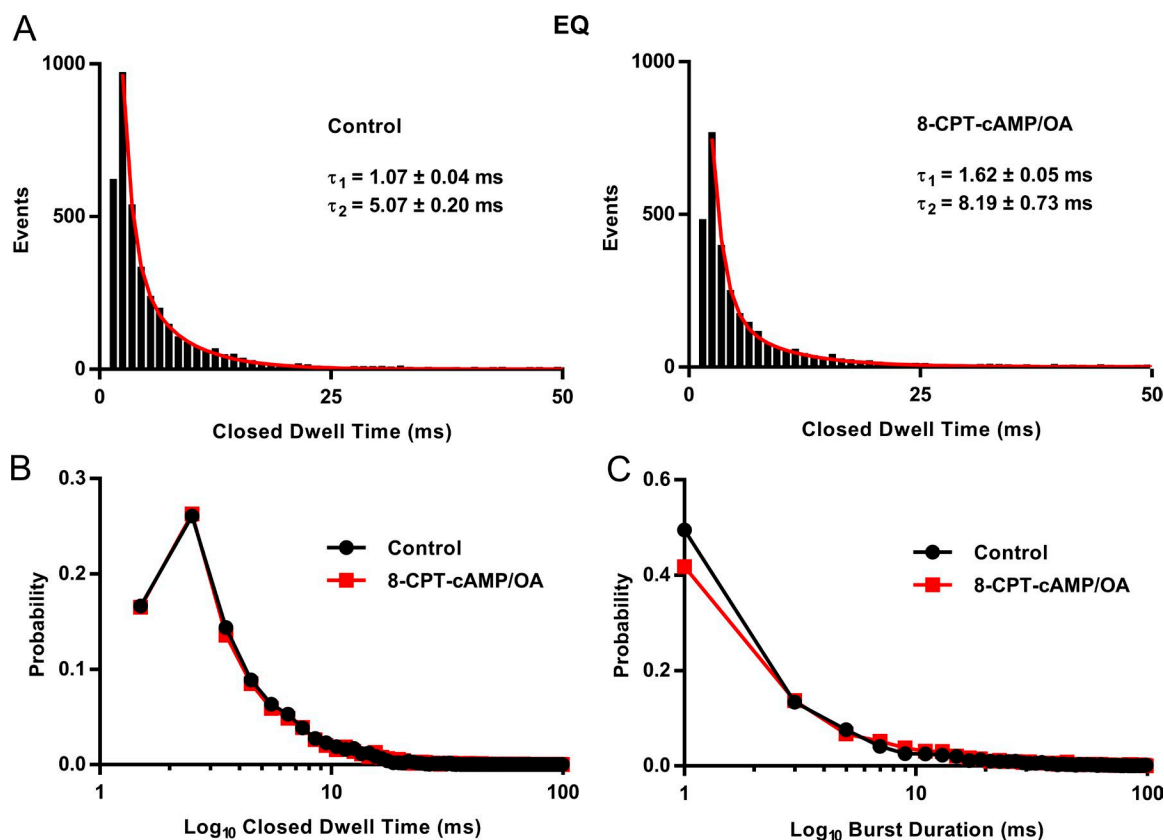 A
EQ
1000
500
0
Events
0
25
50
Closed Dwell Time (ms)
Control
τ1 = 1.07 ± 0.04 ms
τ2 = 5.07 ± 0.20 ms
1000
500
0
Events
0
25
50
Closed Dwell Time (ms)
8-CPT-cAMP/OA
τ1 = 1.62 ± 0.05 ms
τ2 = 8.19 ± 0.73 ms
B
0.3
0.2
0.1
0.0
Probability
1
10
100
Log10 Closed Dwell Time (ms)
Control
8-CPT-cAMP/OA
C
0.6
0.4
0.2
0.0
Probability
1
10
100
Log10 Burst Duration (ms)
Control
8-CPT-cAMP/OA